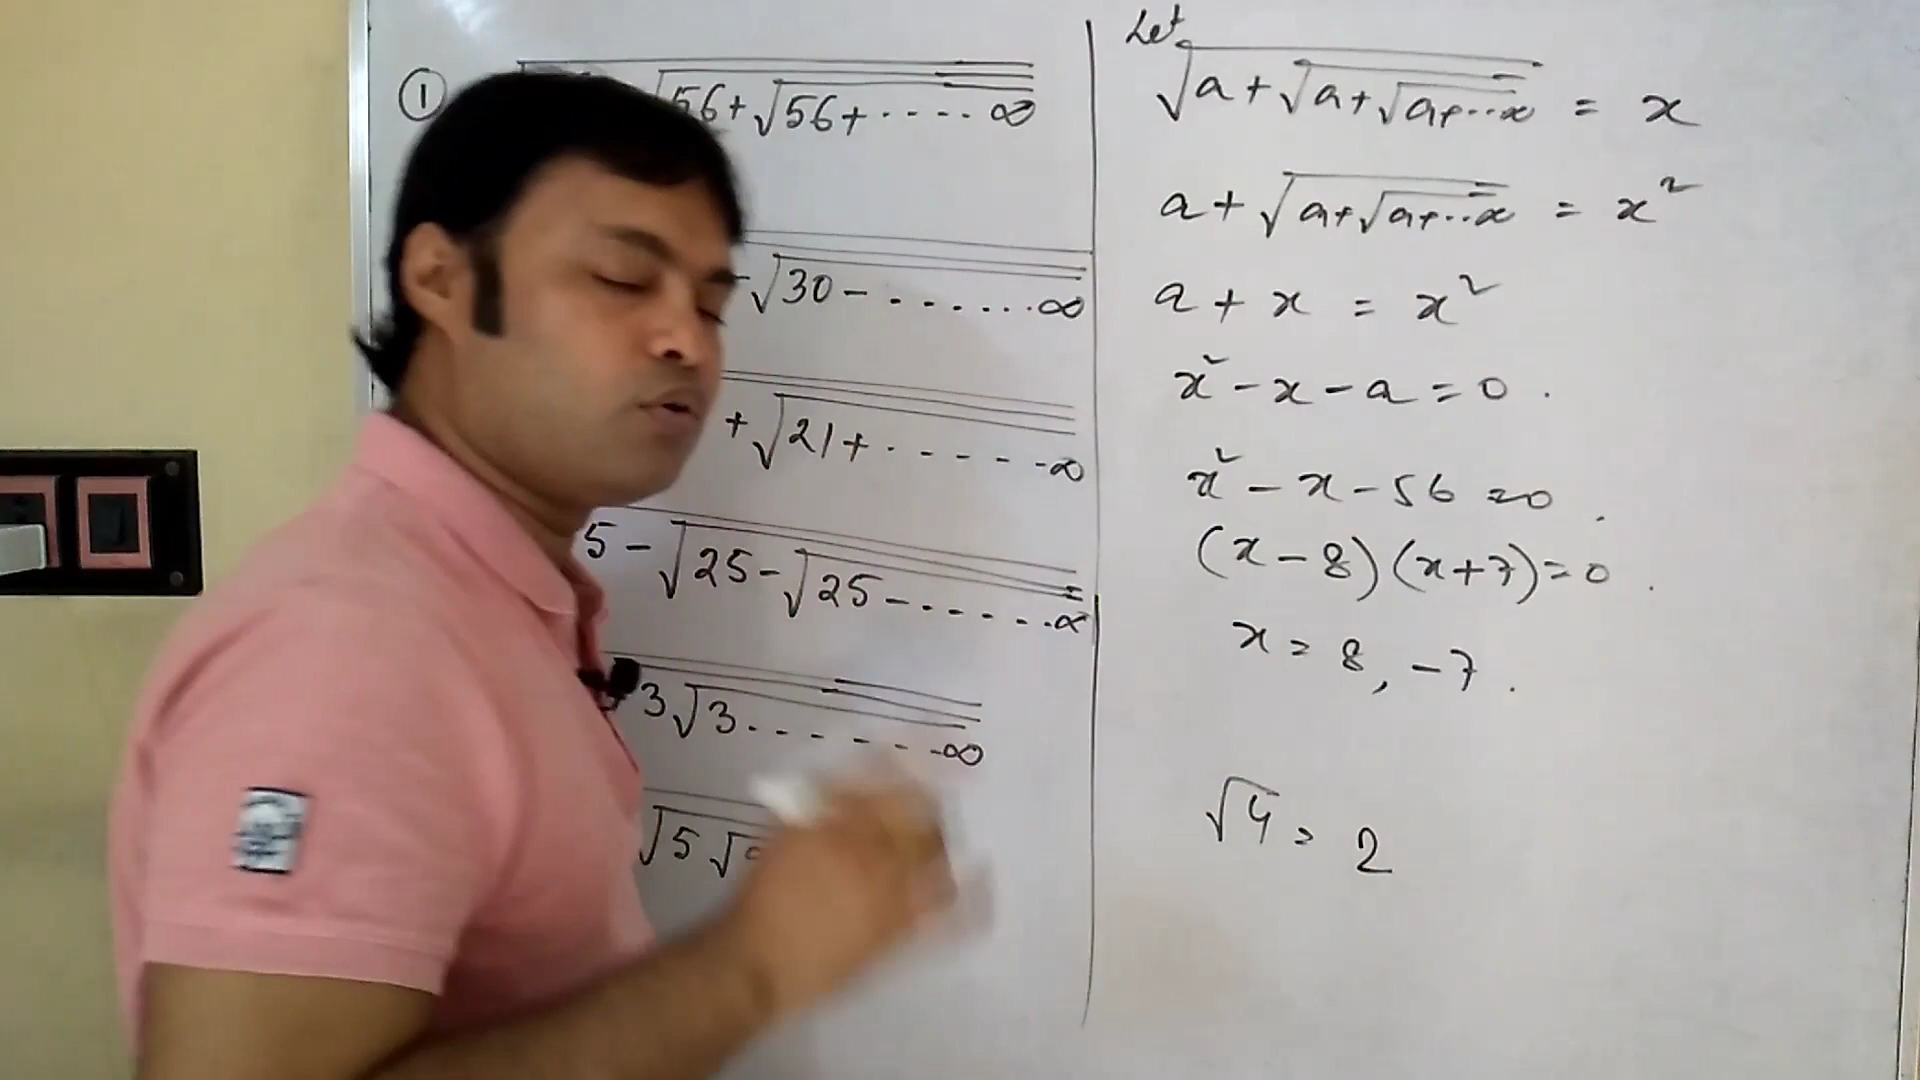 ① √56+√56+.....∞
-√30-......∞
+√21+......∞
5-√25-√25-......∝
3√3.......∞
√5√
Let
√a+√a+√a+..∝ = x
a+√a+√a+..∝ = x²
a + x = x²
x² - x - a = 0 .
x² - x - 56 = 0 .
(x - 8)(x+7)=0 .
x = 8, -7 .
√4 = 2